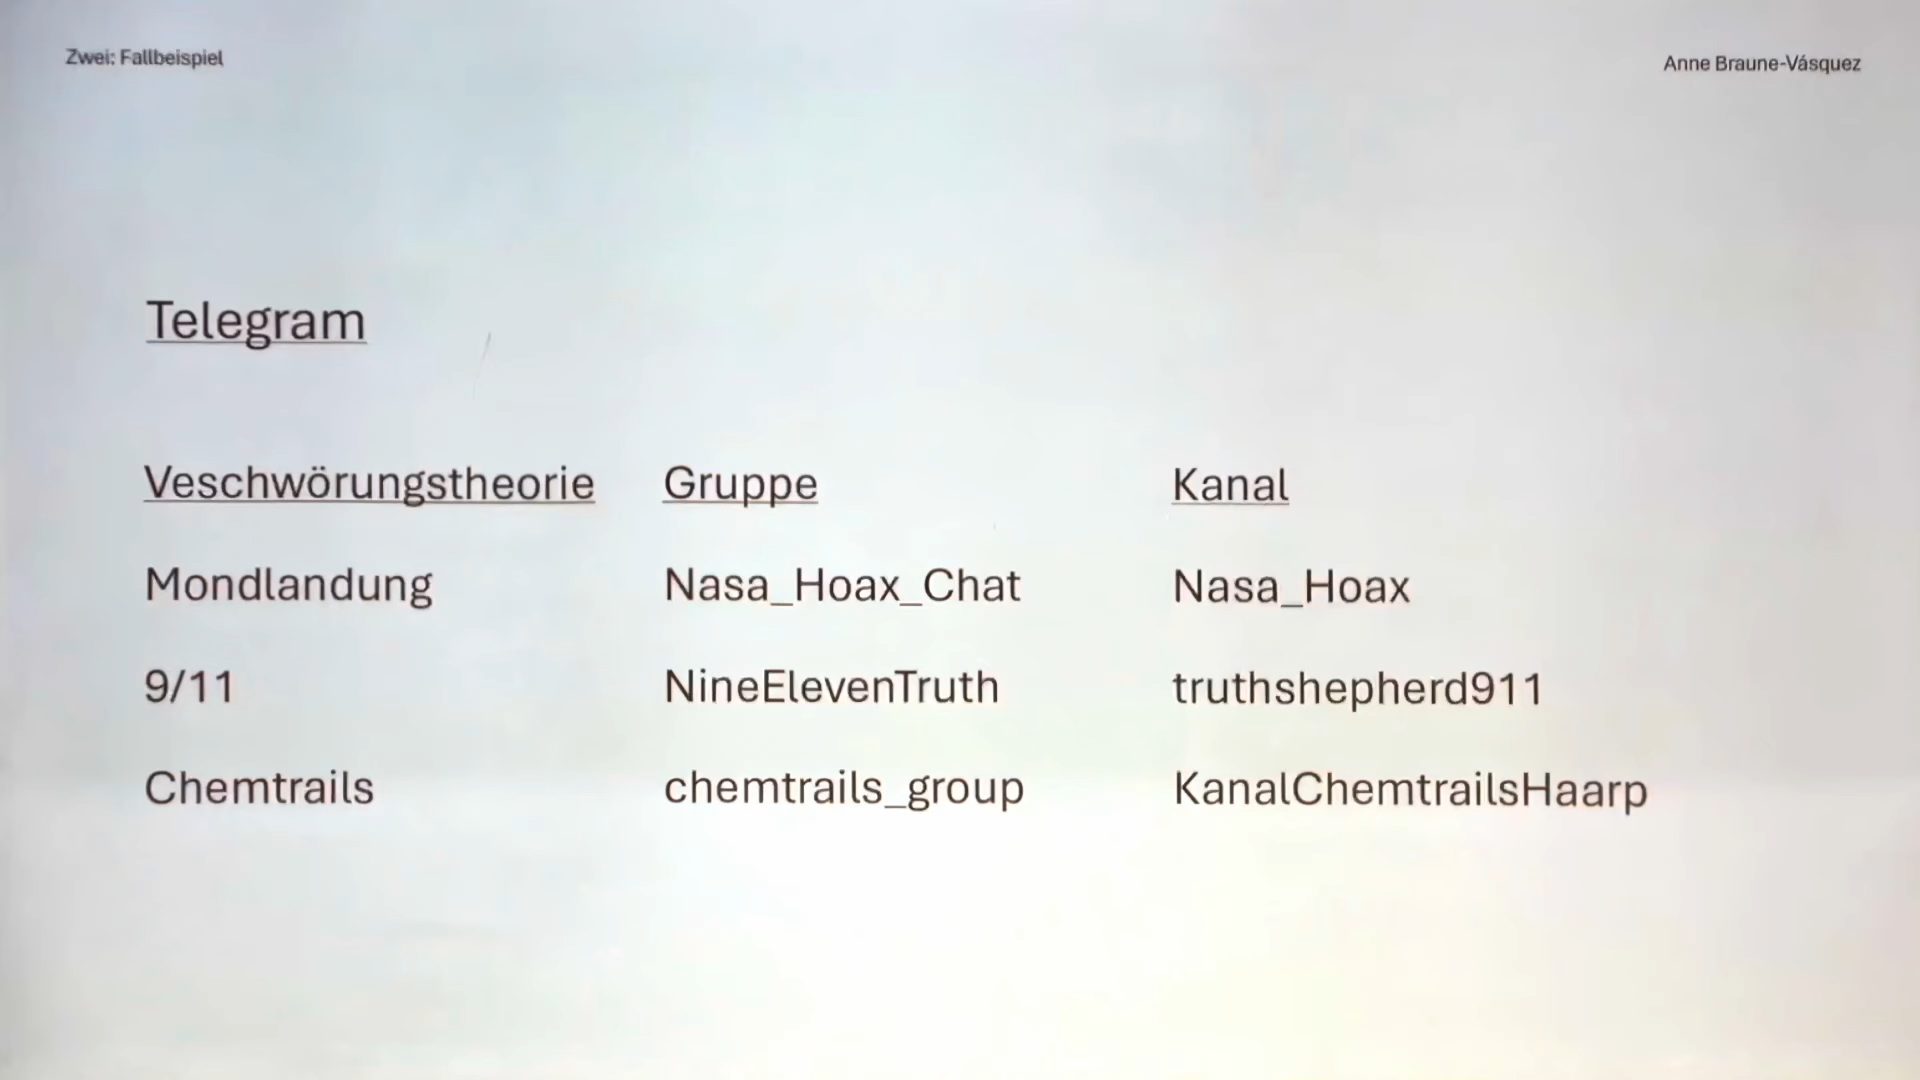 Zwei: Fallbeispiel
Anne Braune-Vásquez
Telegram
Veschwörungstheorie Gruppe Kanal
Mondlandung Nasa_Hoax_Chat Nasa_Hoax
9/11 NineElevenTruth truthshepherd911
Chemtrails chemtrails_group KanalChemtrailsHaarp